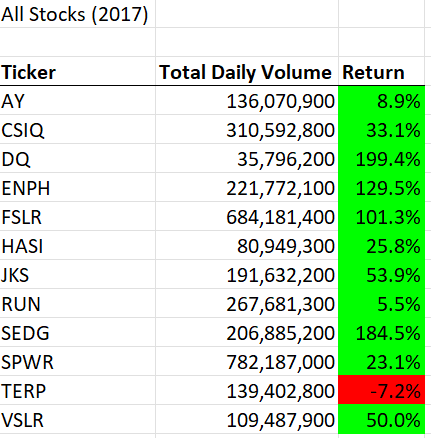 All Stocks (2017)
Ticker Total Daily Volume Return
AY 136,070,900 8.9%
CSIQ 310,592,800 33.1%
DQ 35,796,200 199.4%
ENPH 221,772,100 129.5%
FSLR 684,181,400 101.3%
HASI 80,949,300 25.8%
JKS 191,632,200 53.9%
RUN 267,681,300 5.5%
SEDG 206,885,200 184.5%
SPWR 782,187,000 23.1%
TERP 139,402,800 -7.2%
VSLR 109,487,900 50.0%